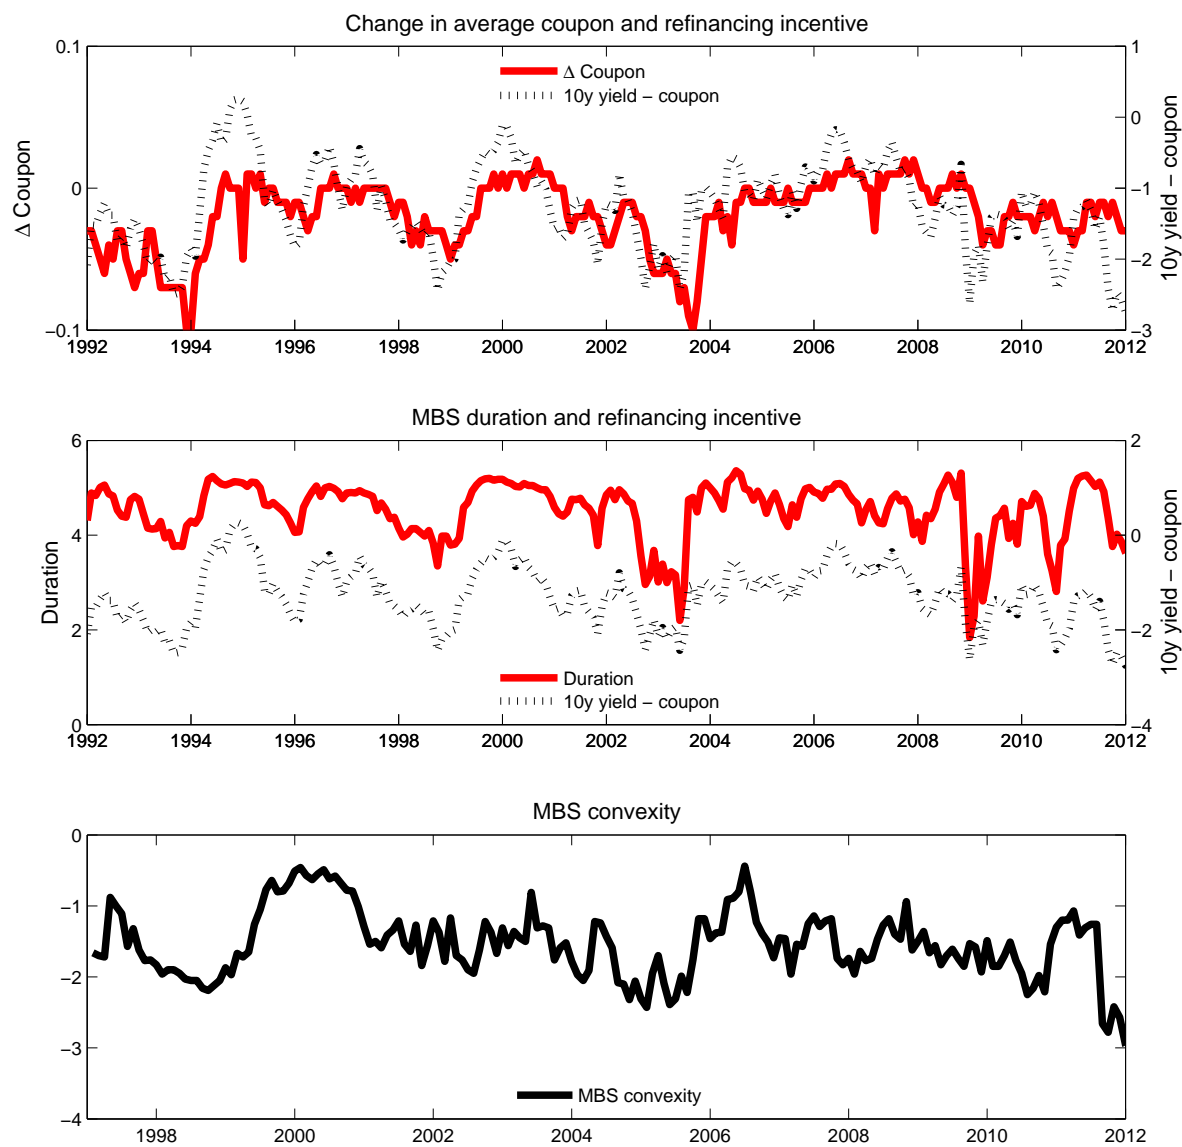 Change in average coupon and refinancing incentive
0.1
0
−0.1
Δ Coupon
Δ Coupon
10y yield − coupon
1
0
−1
−2
−3
10y yield − coupon
1992 1994 1996 1998 2000 2002 2004 2006 2008 2010 2012
MBS duration and refinancing incentive
6
4
2
0
Duration
Duration
10y yield − coupon
2
0
−2
−4
10y yield − coupon
1992 1994 1996 1998 2000 2002 2004 2006 2008 2010 2012
MBS convexity
0
−1
−2
−3
−4
MBS convexity
1998 2000 2002 2004 2006 2008 2010 2012